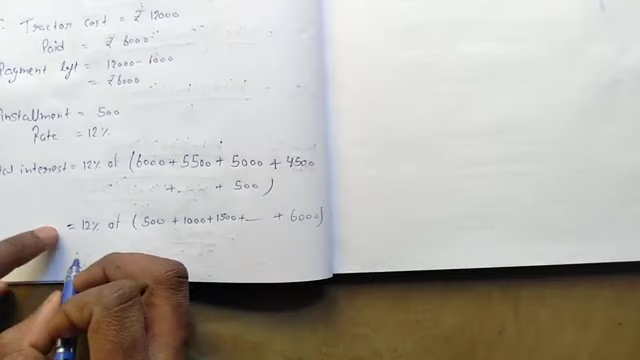 Tractor cost = ₹ 12000
Paid = ₹ 6000
Payment left = 12000 - 6000
= ₹6000
installment = 500
Rate = 12%
interest = 12% of (6000 + 5500 + 5000 + 4500
+ ... + 500)
= 12% of (500 + 1000 + 1500 + — + 6000)